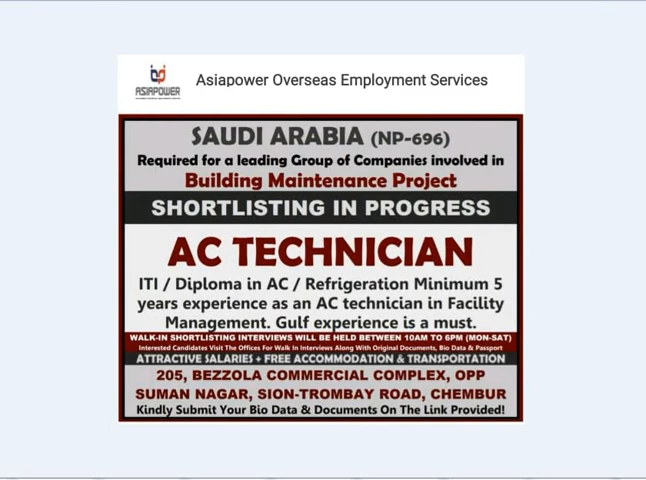 ASIAPOWER
Asiapower Overseas Employment Services
SAUDI ARABIA (NP-696)
Required for a leading Group of Companies involved in
Building Maintenance Project
SHORTLISTING IN PROGRESS
AC TECHNICIAN
ITI / Diploma in AC / Refrigeration Minimum 5
years experience as an AC technician in Facility
Management. Gulf experience is a must.
WALK-IN SHORTLISTING INTERVIEWS WILL BE HELD BETWEEN 10AM TO 6PM (MON-SAT)
Interested Candidates Visit The Offices For Walk In Interviews Along With Original Documents, Bio Data & Passport
ATTRACTIVE SALARIES + FREE ACCOMMODATION & TRANSPORTATION
205, BEZZOLA COMMERCIAL COMPLEX, OPP
SUMAN NAGAR, SION-TROMBAY ROAD, CHEMBUR
Kindly Submit Your Bio Data & Documents On The Link Provided!